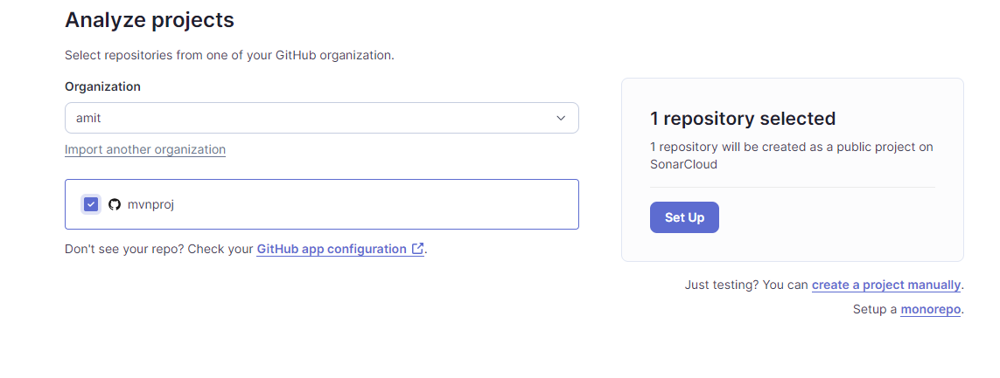 Analyze projects
Select repositories from one of your GitHub organization.
Organization
amit
Import another organization
mvnproj
Don't see your repo? Check your GitHub app configuration.
1 repository selected
1 repository will be created as a public project on
SonarCloud
Set Up
Just testing? You can create a project manually.
Setup a monorepo.